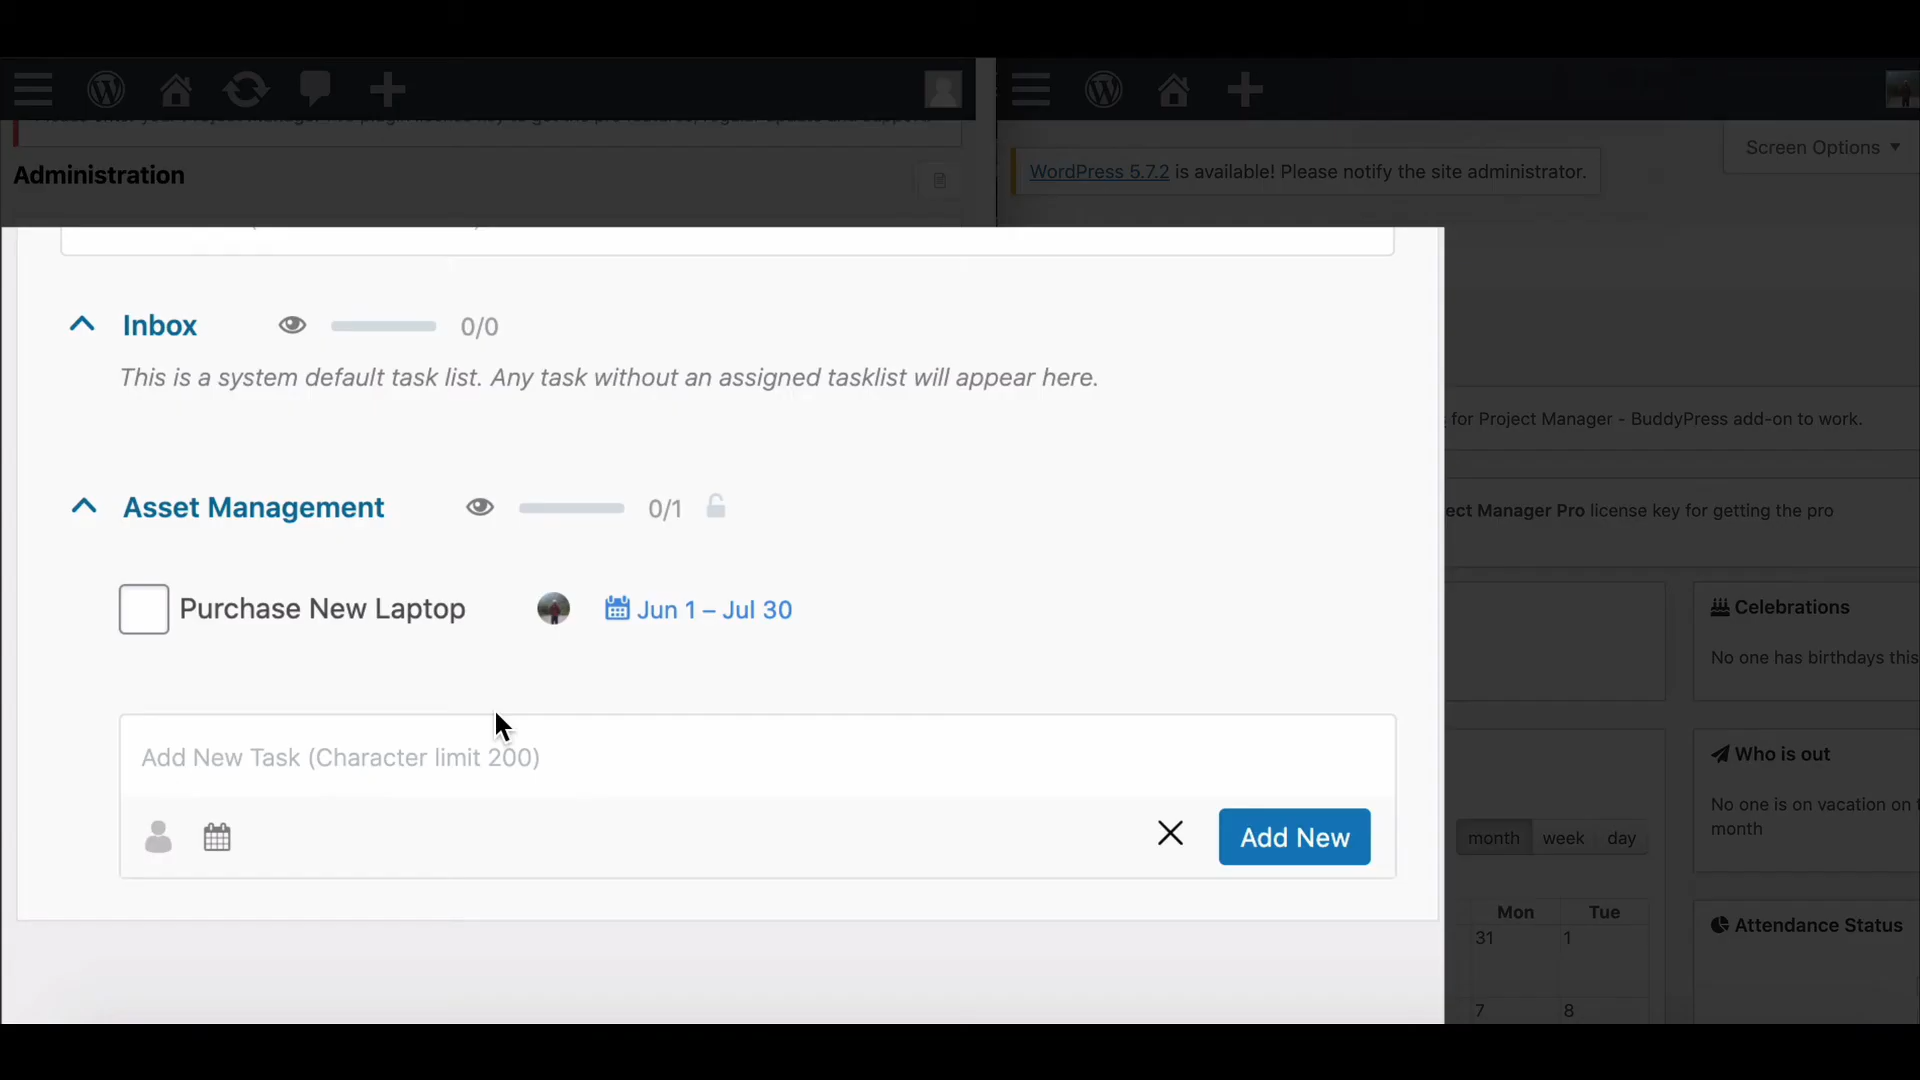 Administration
WordPress 5.7.2 is available! Please notify the site administrator.
Screen Options
Inbox 0/0
This is a system default task list. Any task without an assigned tasklist will appear here.
for Project Manager - BuddyPress add-on to work.
Asset Management 0/1
ect Manager Pro license key for getting the pro
Purchase New Laptop Jun 1 – Jul 30
Celebrations
No one has birthdays this
Add New Task (Character limit 200)
Add New
Who is out
No one is on vacation on
month
month week day
Mon Tue
31 1
7 8
Attendance Status